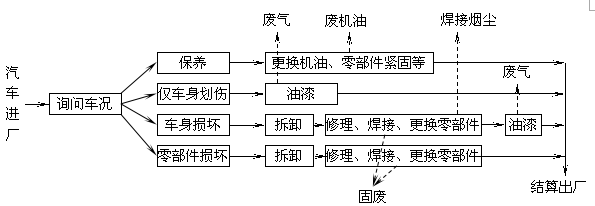 废气
废机油
焊接烟尘
汽车进厂
询问车况
保养
更换机油、零部件紧固等
废气
仅车身划伤
油漆
车身损坏
拆卸
修理、焊接、更换零部件
油漆
零部件损坏
拆卸
修理、焊接、更换零部件
固废
结算出厂